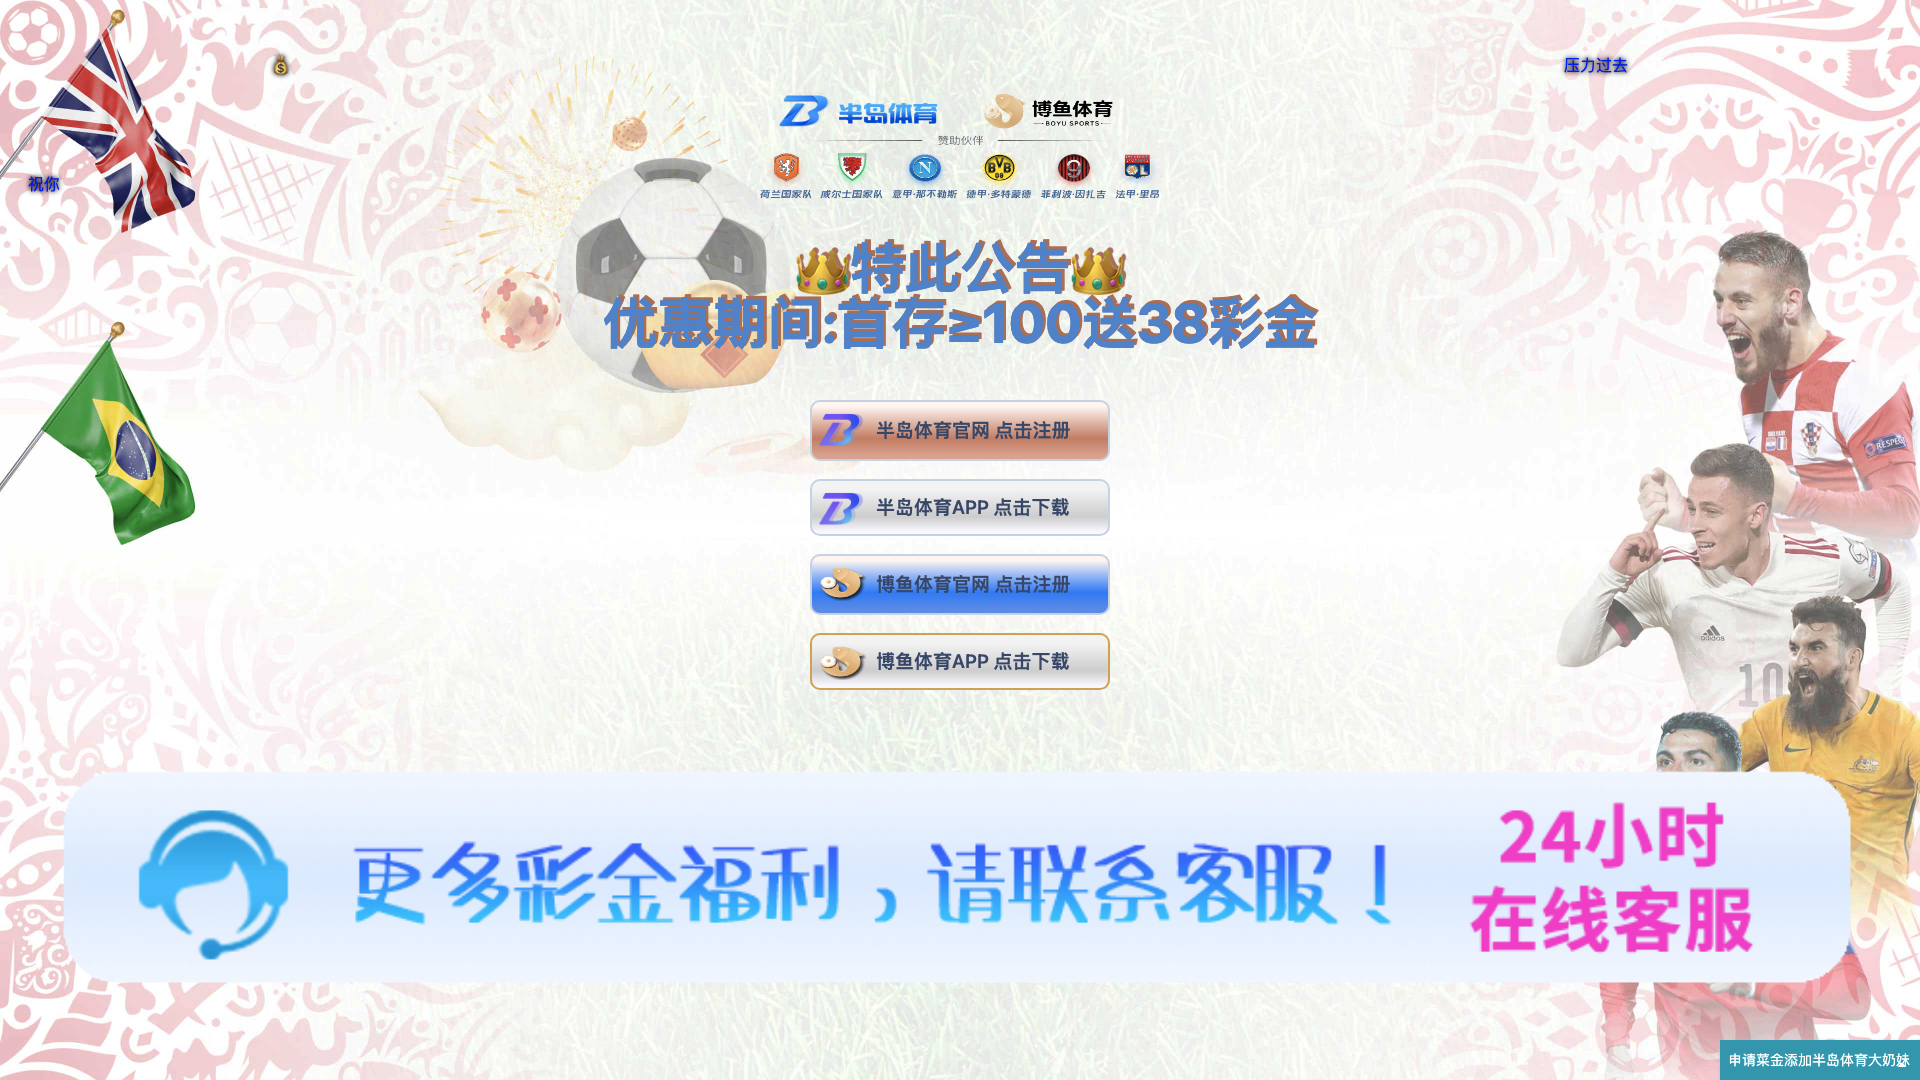 压力过去
半岛体育
博鱼体育
BOYU SPORTS
赞助伙伴
荷兰国家队 威尔士国家队 意甲·那不勒斯 德甲·多特蒙德 菲利波·因扎吉 法甲·里昂
祝你
👑特此公告👑
优惠期间:首存≥100送38彩金
半岛体育官网 点击注册
半岛体育APP 点击下载
博鱼体育官网 点击注册
博鱼体育APP 点击下载
RESPECT
adidas
10
更多彩金福利，请联系客服！
24小时
在线客服
申请菜金添加半岛体育大奶妹